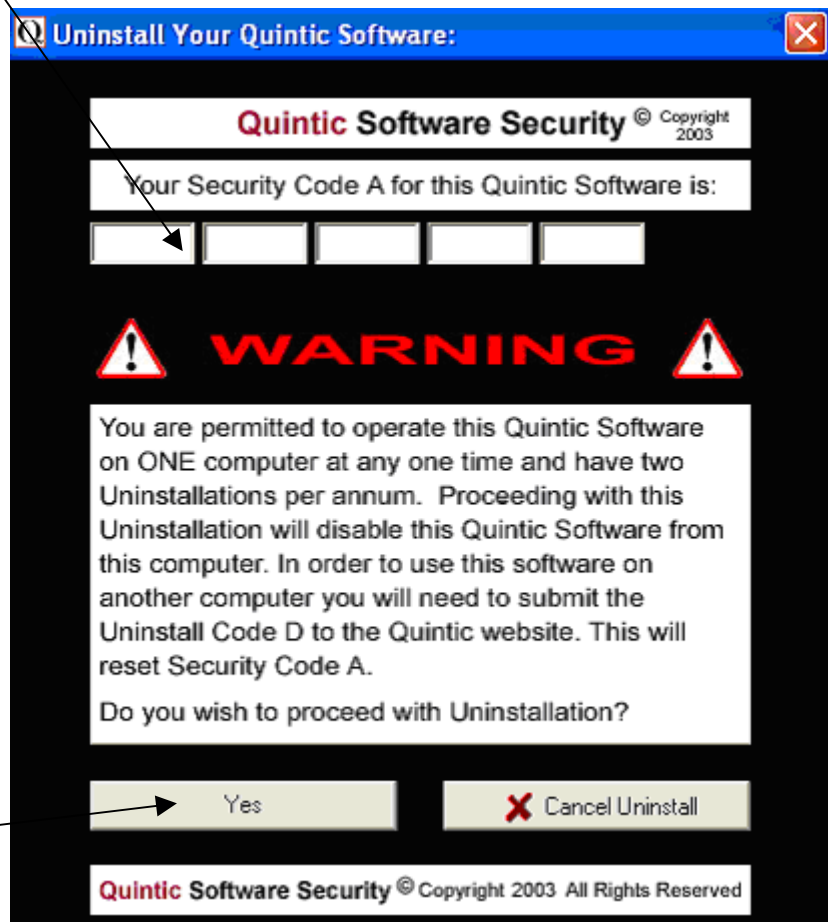 Q Uninstall Your Quintic Software:
Quintic Software Security © Copyright 2003
Your Security Code A for this Quintic Software is:
WARNING
You are permitted to operate this Quintic Software
on ONE computer at any one time and have two
Uninstallations per annum. Proceeding with this
Uninstallation will disable this Quintic Software from
this computer. In order to use this software on
another computer you will need to submit the
Uninstall Code D to the Quintic website. This will
reset Security Code A.
Do you wish to proceed with Uninstallation?
Yes
Cancel Uninstall
Quintic Software Security © Copyright 2003 All Rights Reserved